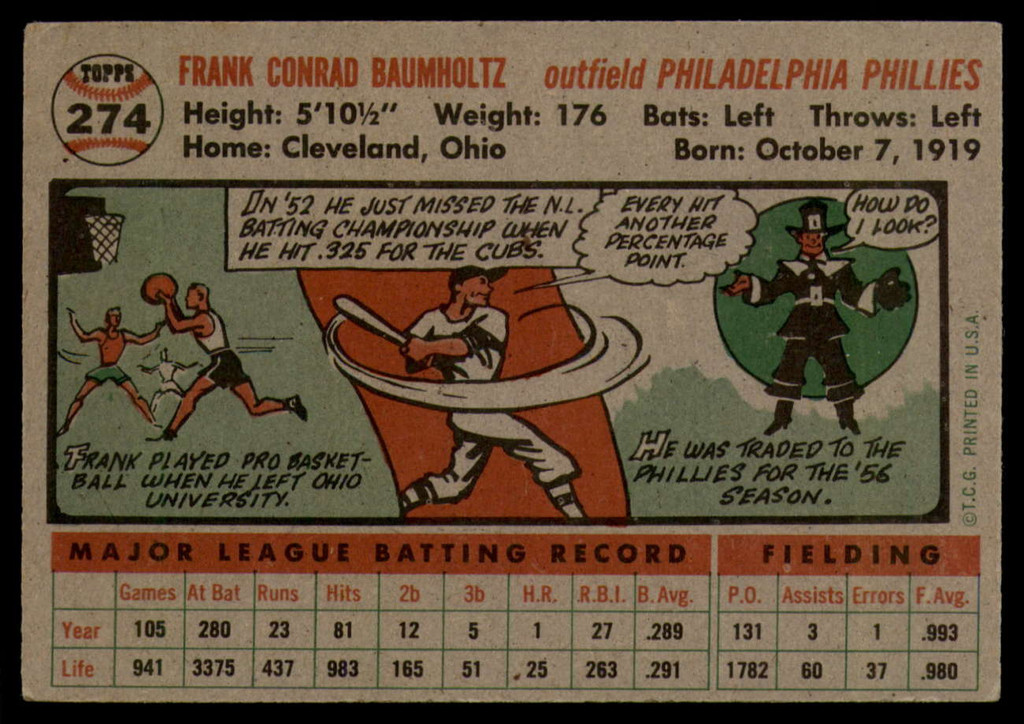 TOPPS
274
FRANK CONRAD BAUMHOLTZ outfield PHILADELPHIA PHILLIES
Height: 5'10½" Weight: 176 Bats: Left Throws: Left
Home: Cleveland, Ohio Born: October 7, 1919
IN '52 HE JUST MISSED THE N.L.
BATTING CHAMPIONSHIP WHEN
HE HIT .325 FOR THE CUBS.
EVERY HIT
ANOTHER
PERCENTAGE
POINT.
HOW DO
I LOOK?
FRANK PLAYED PRO BASKET-
BALL WHEN HE LEFT OHIO
UNIVERSITY.
HE WAS TRADED TO THE
PHILLIES FOR THE '56
SEASON.
©T.C.G. PRINTED IN U.S.A.
MAJOR LEAGUE BATTING RECORD FIELDING
Games At Bat Runs Hits 2b 3b H.R. R.B.I. B. Avg. P.O. Assists Errors F. Avg.
Year 105 280 23 81 12 5 1 27 .289 131 3 1 .993
Life 941 3375 437 983 165 51 25 263 .291 1782 60 37 .980